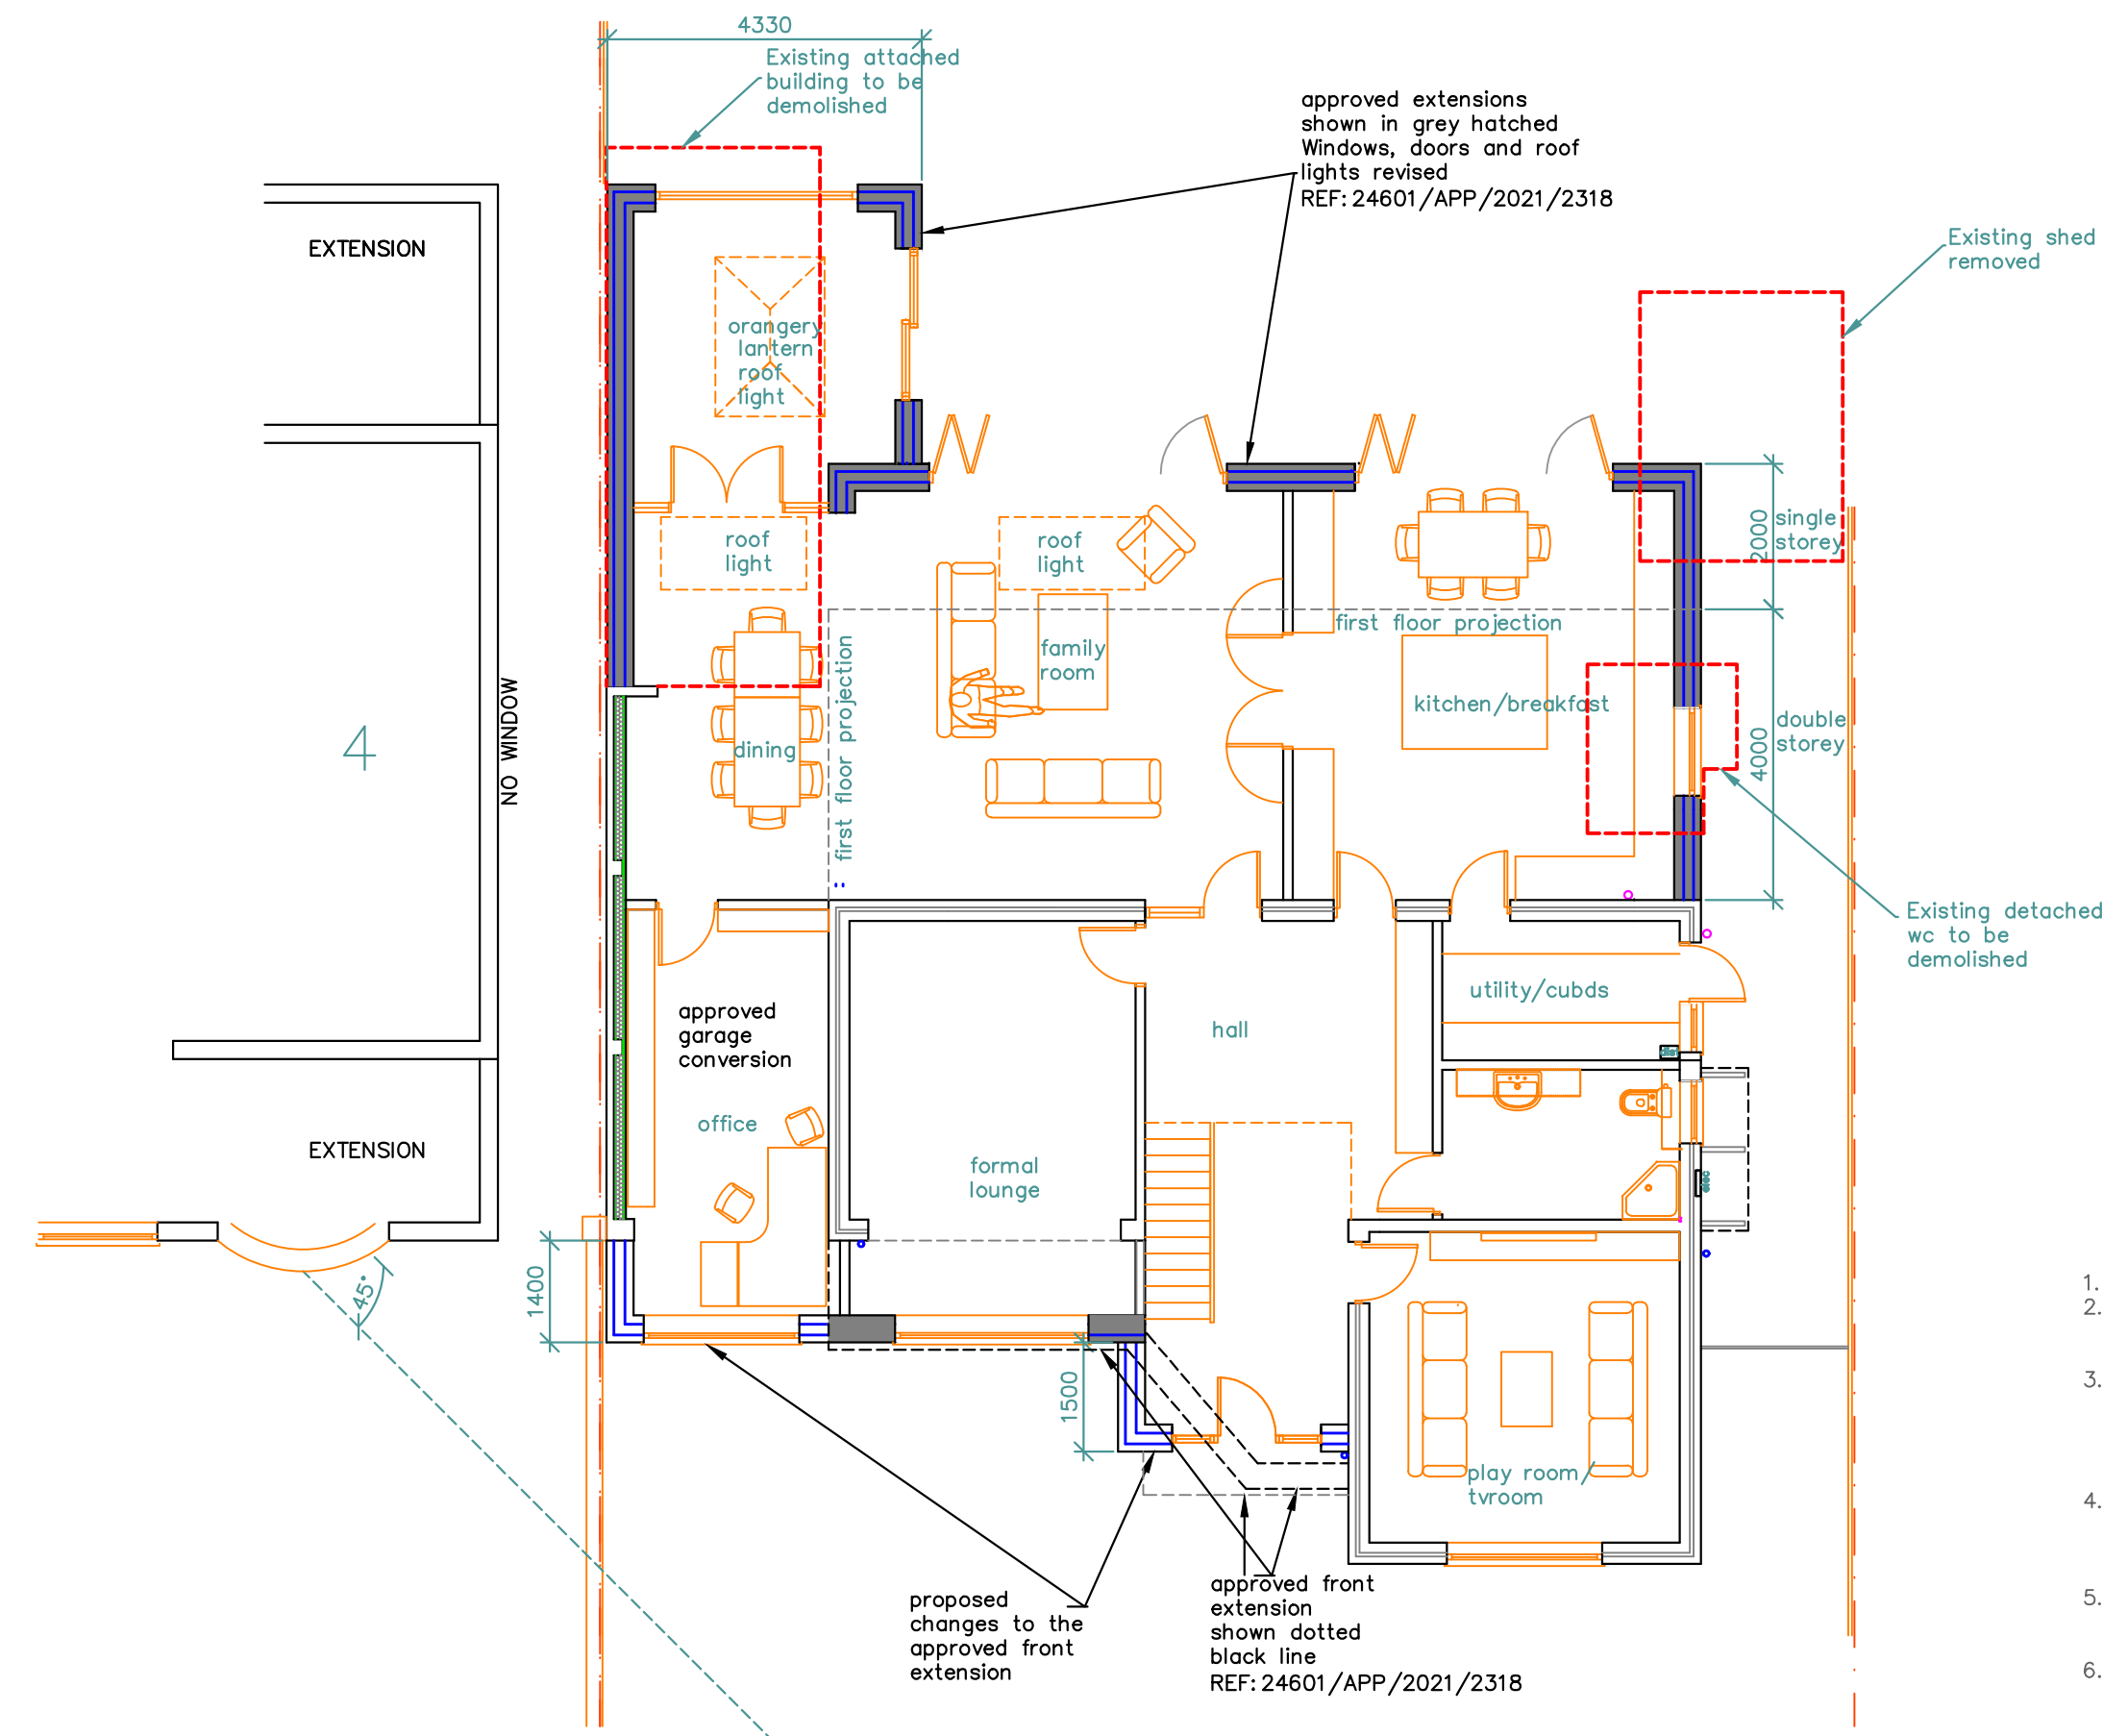 4330
Existing attached
building to be
demolished
approved extensions
shown in grey hatched
Windows, doors and roof
lights revised
REF: 24601/APP/2021/2318
Existing shed
removed
EXTENSION
orangery
lantern
roof
light
roof
light
roof
light
2000
single
storey
first floor projection
first floor projection
family
room
kitchen/breakfast
NO WINDOW
4
dining
4000
double
storey
Existing detached
wc to be
demolished
approved
garage
conversion
utility/cubds
hall
office
EXTENSION
formal
lounge
elec
45°
1400
1500
play room/
tvroom
proposed
changes to the
approved front
extension
approved front
extension
shown dotted
black line
REF: 24601/APP/2021/2318
1.
2.
3.
4.
5.
6.